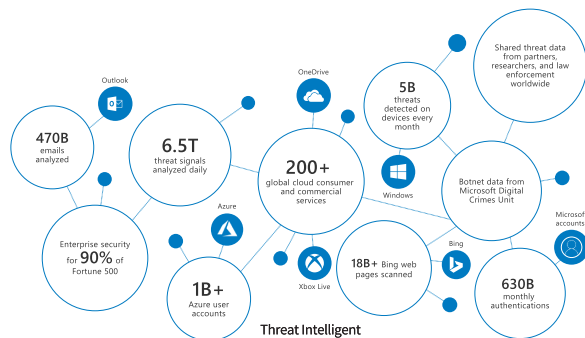 Outlook
470B
emails
analyzed
6.5T
threat signals
analyzed daily
Enterprise security
for 90% of
Fortune 500
Azure
1B+
Azure user
accounts
OneDrive
200+
global cloud consumer
and commercial
services
Xbox Live
5B
threats
detected on
devices every
month
Windows
Shared threat data
from partners,
researchers, and law
enforcement
worldwide
Botnet data from
Microsoft Digital
Crimes Unit
18B+ Bing web
pages scanned
Bing
Microsoft
accounts
630B
monthly
authentications
Threat Intelligent